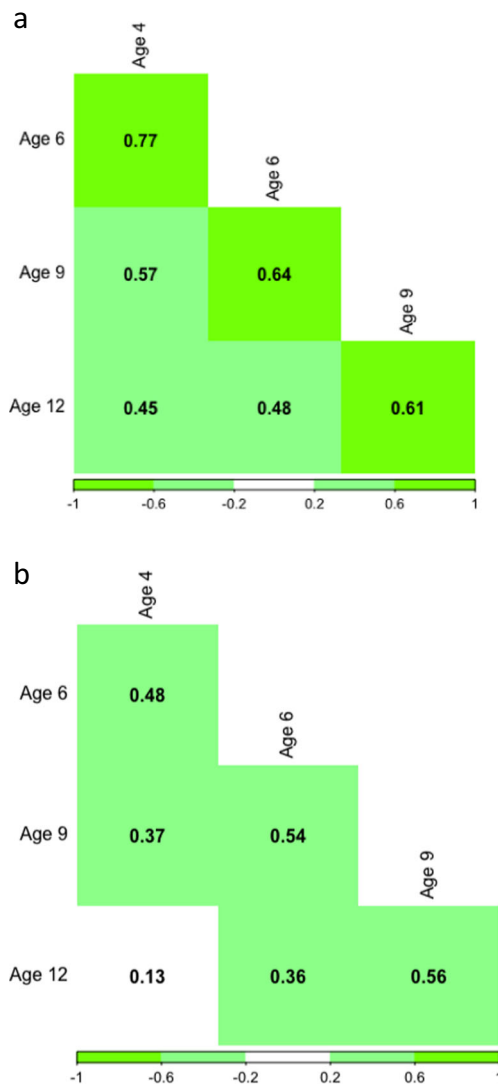 a
Age 4
Age 6 0.77
Age 6
Age 9 0.57 0.64
Age 9
Age 12 0.45 0.48 0.61
-1 -0.6 -0.2 0.2 0.6 1
b
Age 4
Age 6 0.48
Age 6
Age 9 0.37 0.54
Age 9
Age 12 0.13 0.36 0.56
-1 -0.6 -0.2 0.2 0.6 1